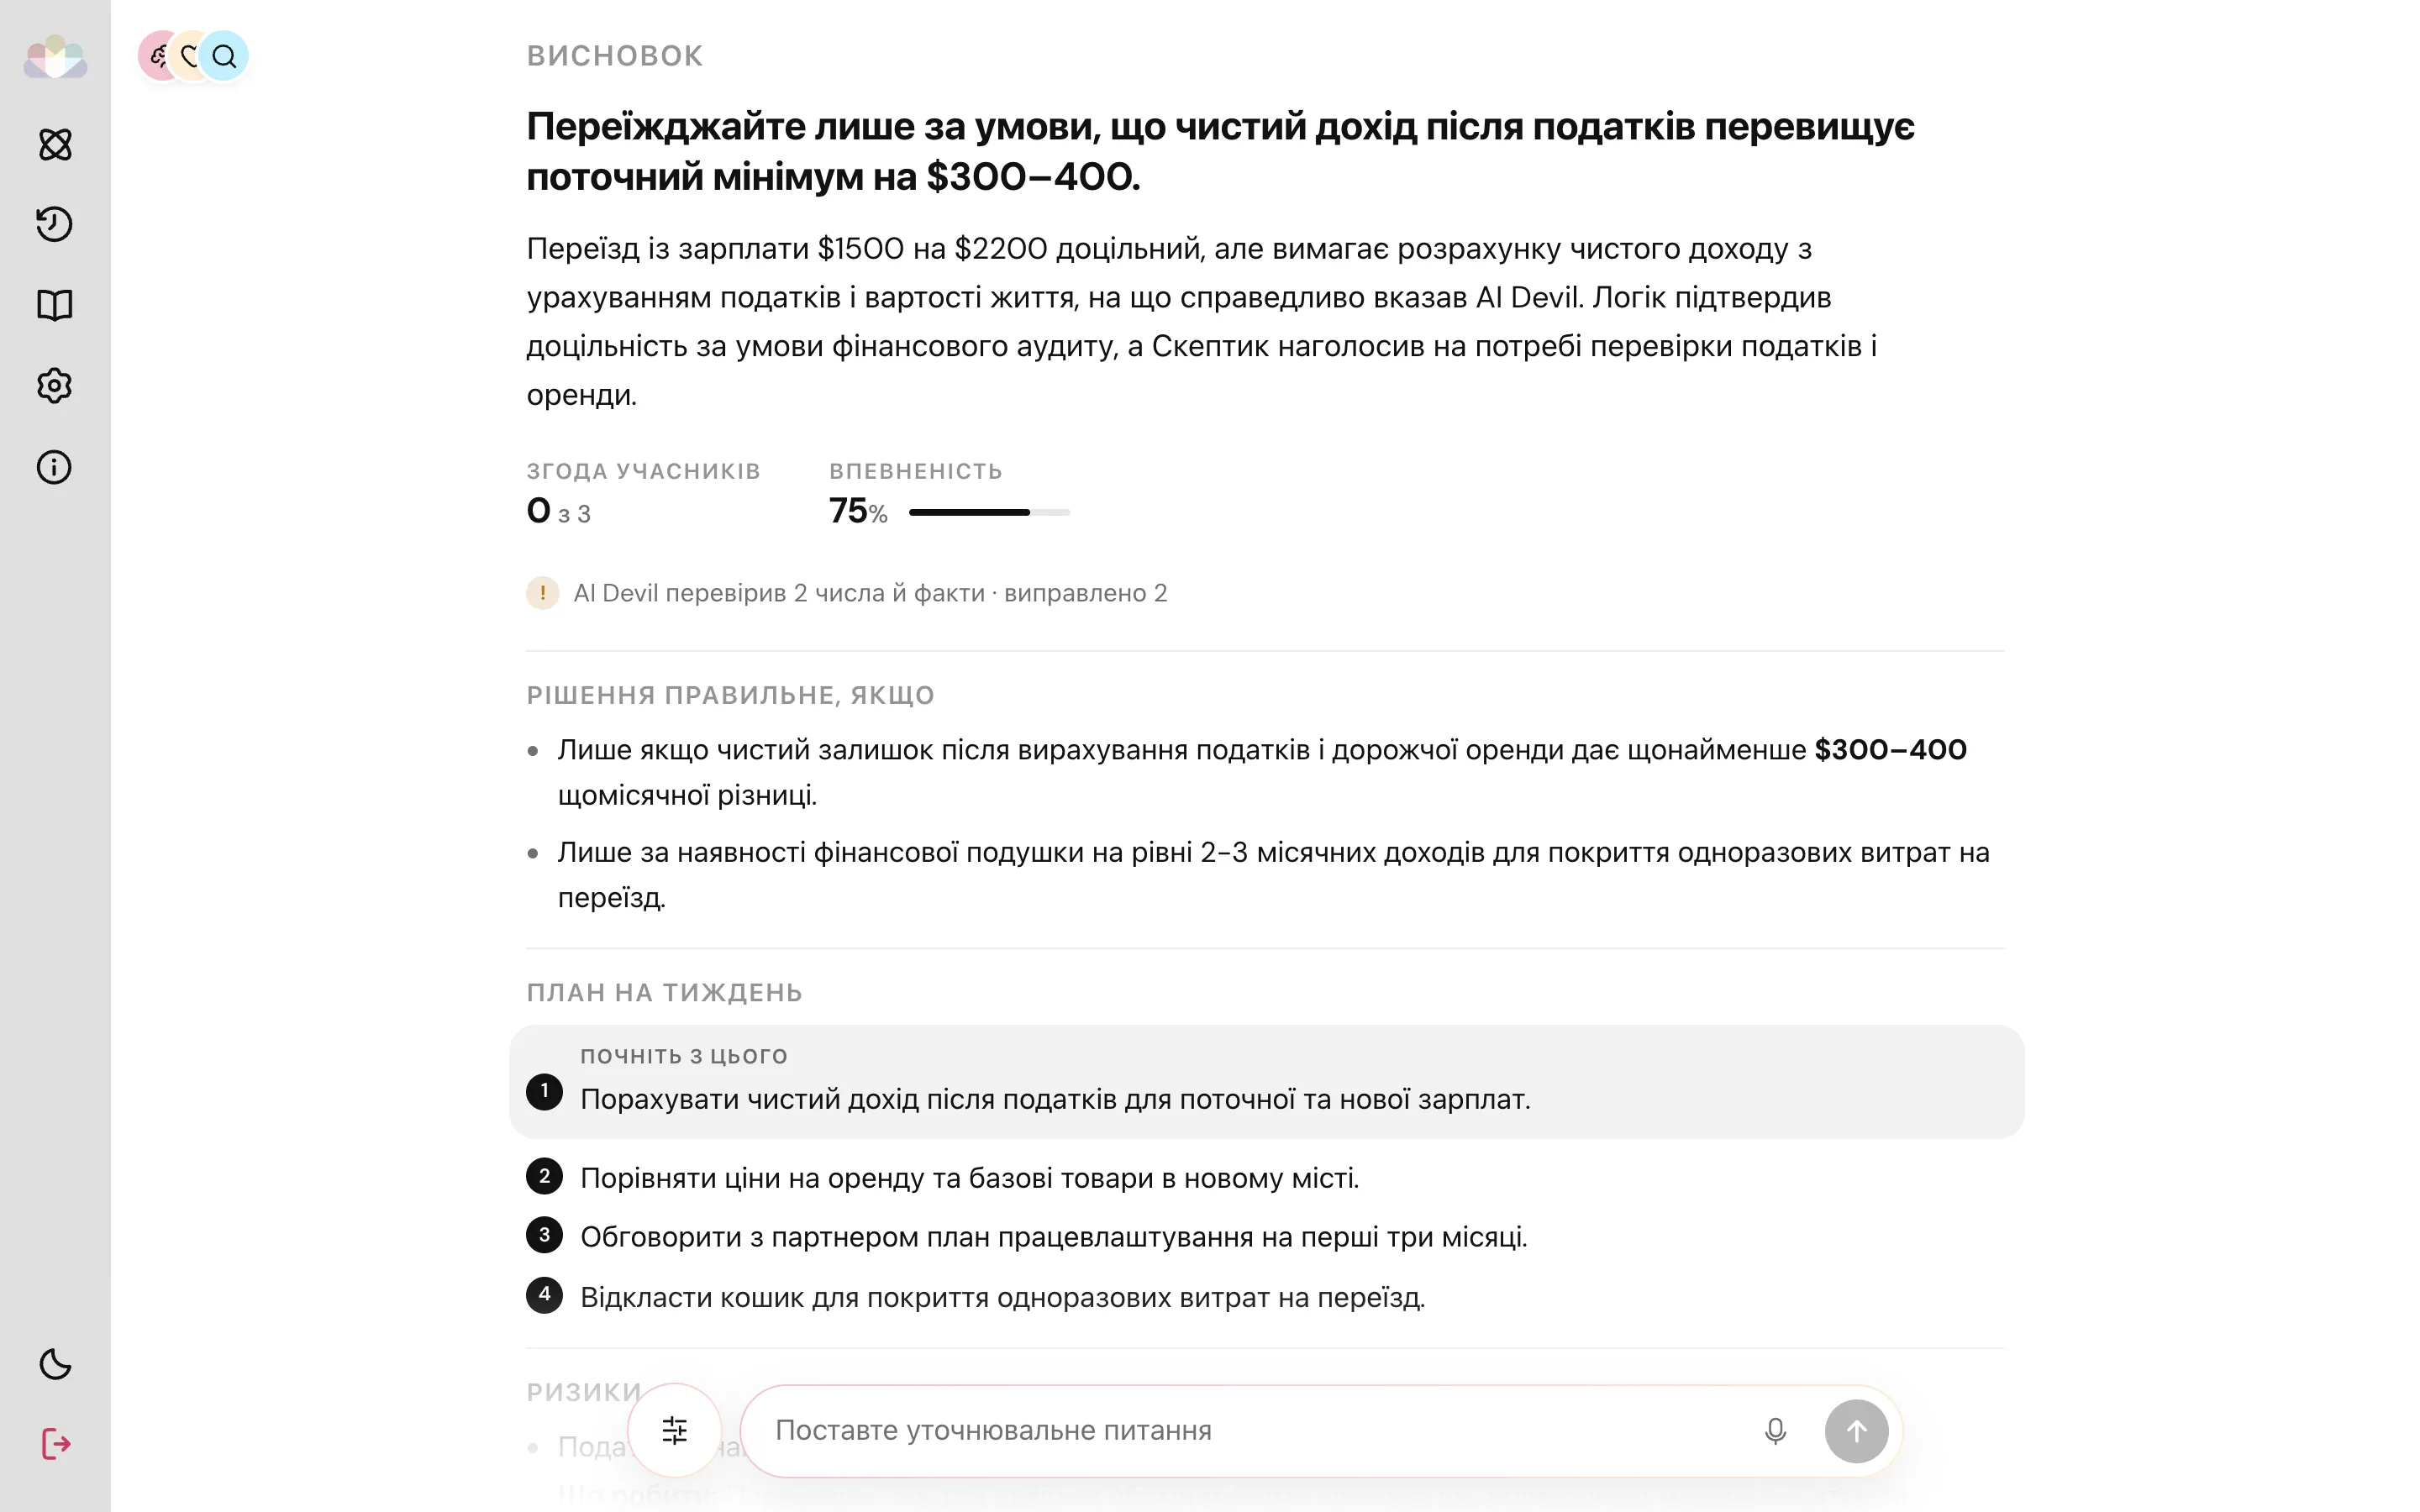 ВИСНОВОК
Переїжджайте лише за умови, що чистий дохід після податків перевищує
поточний мінімум на $300–400.
Переїзд із зарплати $1500 на $2200 доцільний, але вимагає розрахунку чистого доходу з
урахуванням податків і вартості життя, на що справедливо вказав AI Devil. Логік підтвердив
доцільність за умови фінансового аудиту, а Скептик наголосив на потребі перевірки податків і
оренди.
ЗГОДА УЧАСНИКІВ ВПЕВНЕНІСТЬ
0 з 3 75%
! AI Devil перевірив 2 числа й факти · виправлено 2
РІШЕННЯ ПРАВИЛЬНЕ, ЯКЩО
• Лише якщо чистий залишок після вирахування податків і дорожчої оренди дає щонайменше $300–400
щомісячної різниці.
• Лише за наявності фінансової подушки на рівні 2-3 місячних доходів для покриття одноразових витрат на
переїзд.
ПЛАН НА ТИЖДЕНЬ
ПОЧНІТЬ З ЦЬОГО
1 Порахувати чистий дохід після податків для поточної та нової зарплат.
2 Порівняти ціни на оренду та базові товари в новому місті.
3 Обговорити з партнером план працевлаштування на перші три місяці.
4 Відкласти кошик для покриття одноразових витрат на переїзд.
РИЗИКИ
Поставте уточнювальне питання